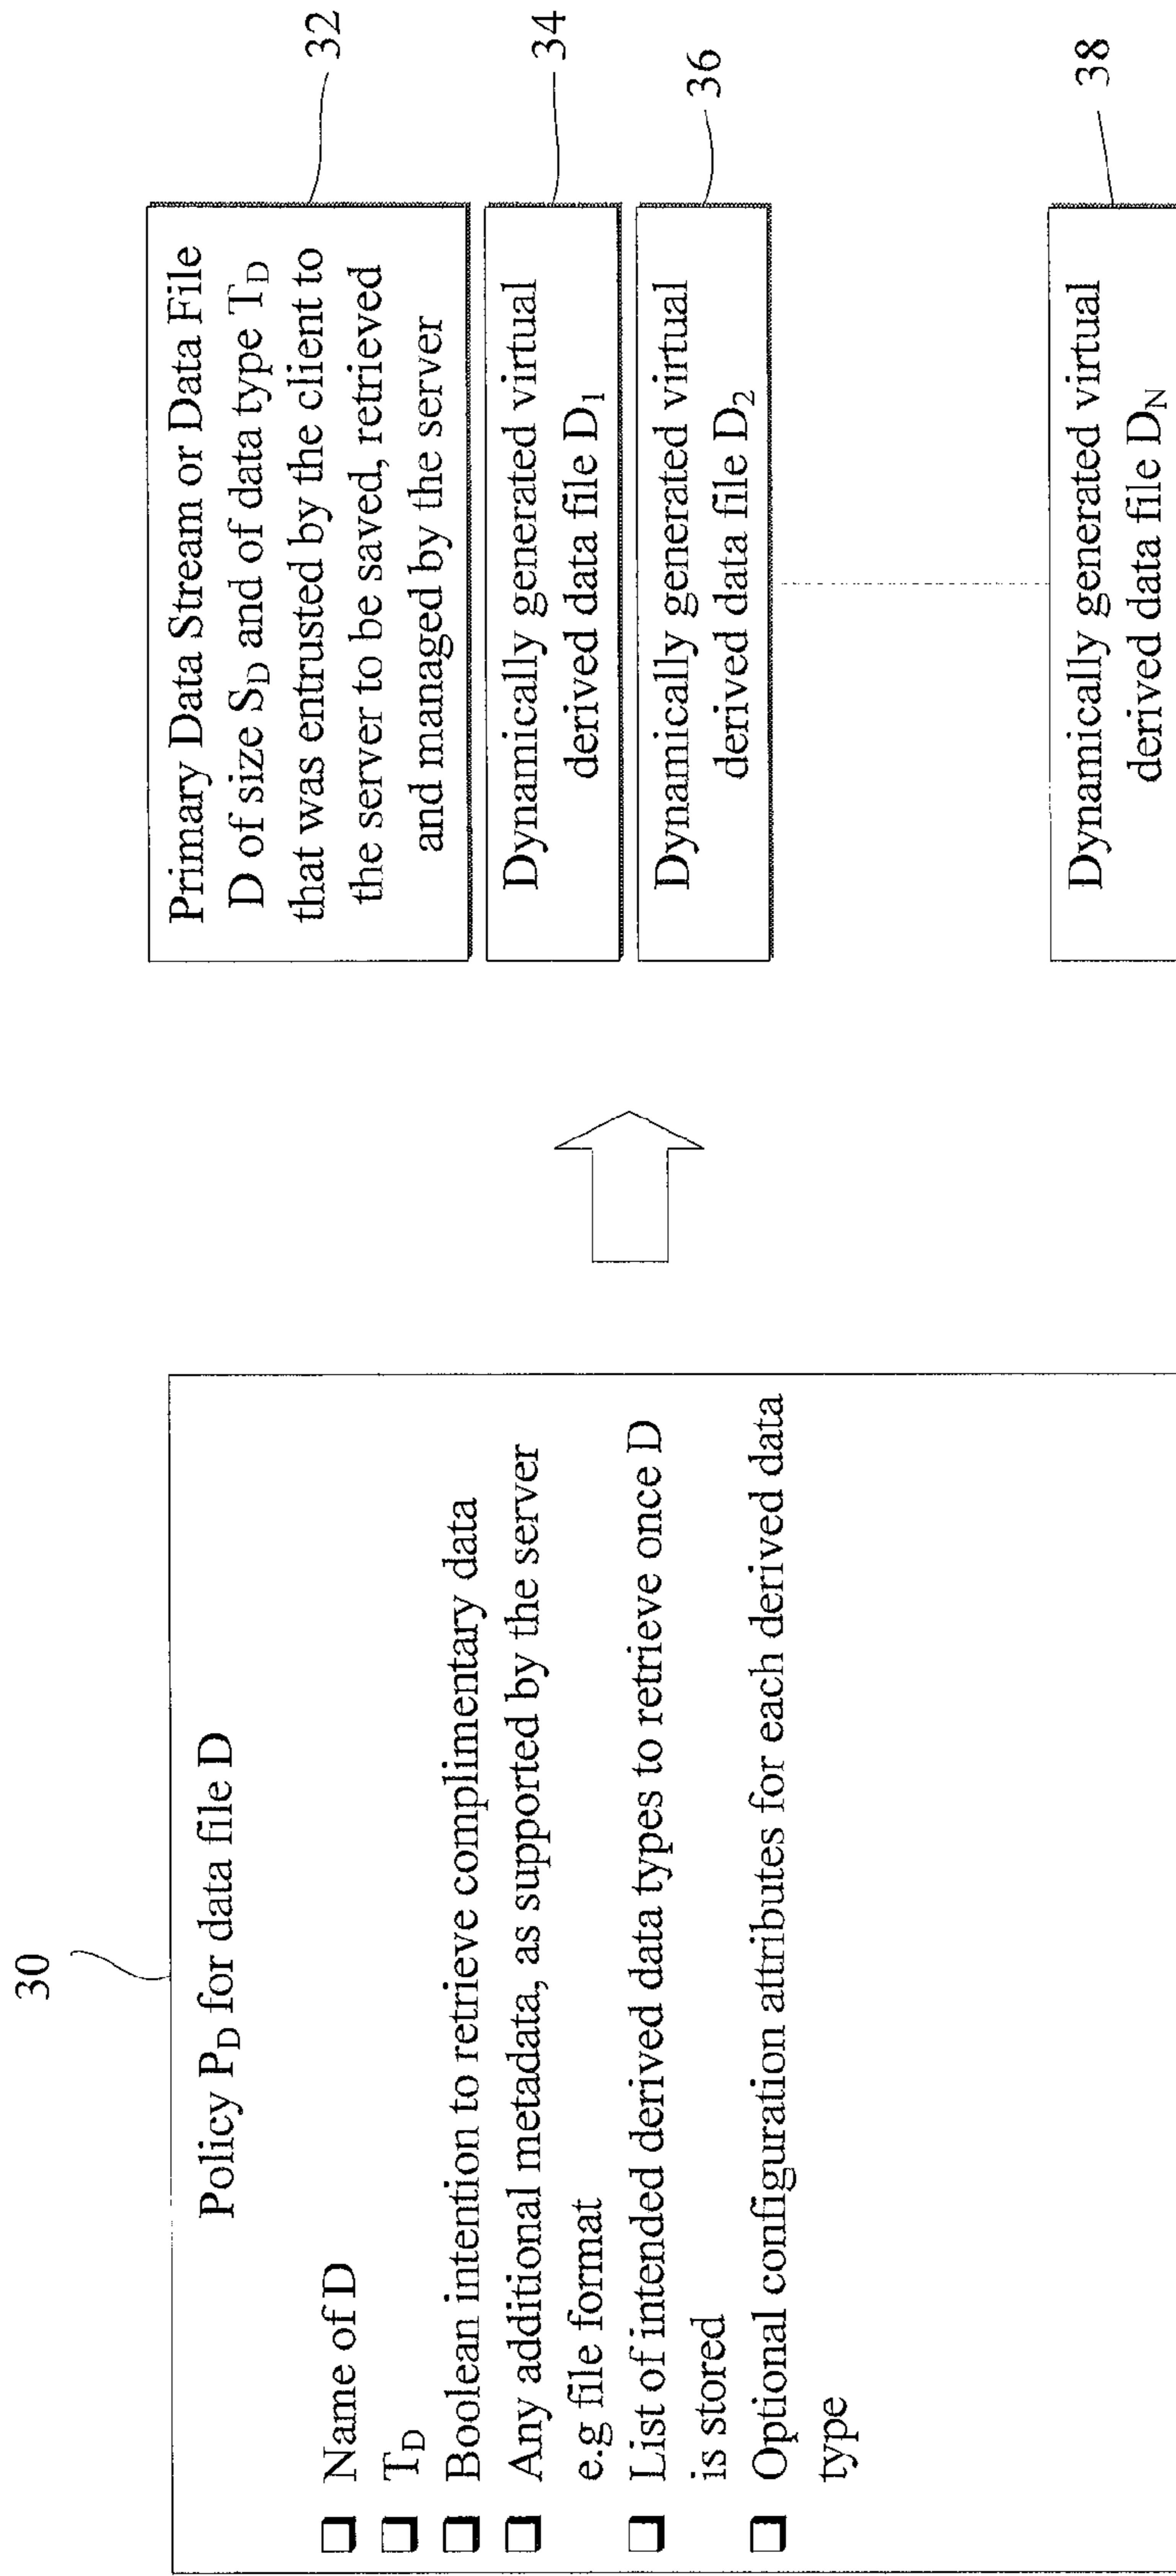 30
Policy P_D for data file D
❑ Name of D
❑ T_D
❑ Boolean intention to retrieve complimentary data
❑ Any additional metadata, as supported by the server
e.g file format
❑ List of intended derived data types to retrieve once D
is stored
❑ Optional configuration attributes for each derived data
type
Primary Data Stream or Data File
D of size S_D and of data type T_D
that was entrusted by the client to
the server to be saved, retrieved
and managed by the server
32
Dynamically generated virtual
derived data file D_1
34
Dynamically generated virtual
derived data file D_2
36
Dynamically generated virtual
derived data file D_N
38